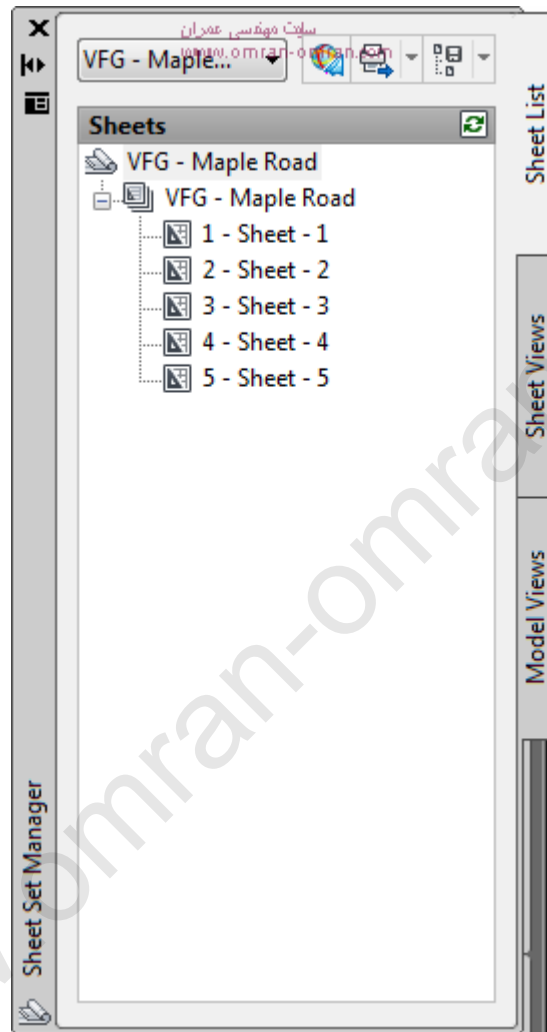 سایت مهندسی عمران
www.omran-omran.com
VFG - Maple...
Sheets
VFG - Maple Road
VFG - Maple Road
1 - Sheet - 1
2 - Sheet - 2
3 - Sheet - 3
4 - Sheet - 4
5 - Sheet - 5
Sheet List
Sheet Views
Model Views
Sheet Set Manager
omran-omran